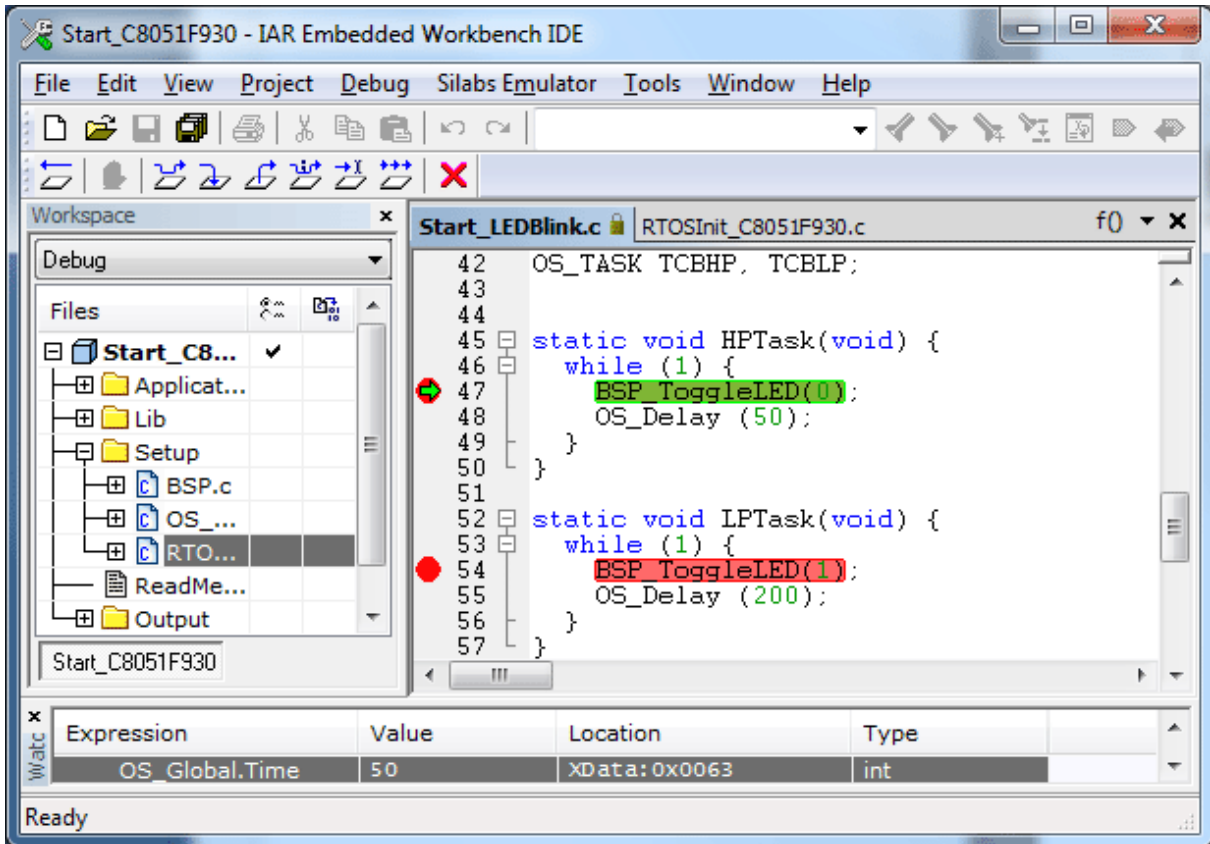 Start_C8051F930 - IAR Embedded Workbench IDE
File Edit View Project Debug Silabs Emulator Tools Window Help
Workspace
Debug
Files
Start_C8...
Applicat...
Lib
Setup
BSP.c
OS_...
RTO...
ReadMe...
Output
Start_C8051F930
Start_LEDBlink.c RTOSInit_C8051F930.c f()
42 OS_TASK TCBHP, TCBLP;
43
44
45 static void HPTask(void) {
46 while (1) {
47 BSP_ToggleLED(0);
48 OS_Delay (50);
49 }
50 }
51
52 static void LPTask(void) {
53 while (1) {
54 BSP_ToggleLED(1);
55 OS_Delay (200);
56 }
57 }
Watc
Expression Value Location Type
OS_Global.Time 50 XData:0x0063 int
Ready